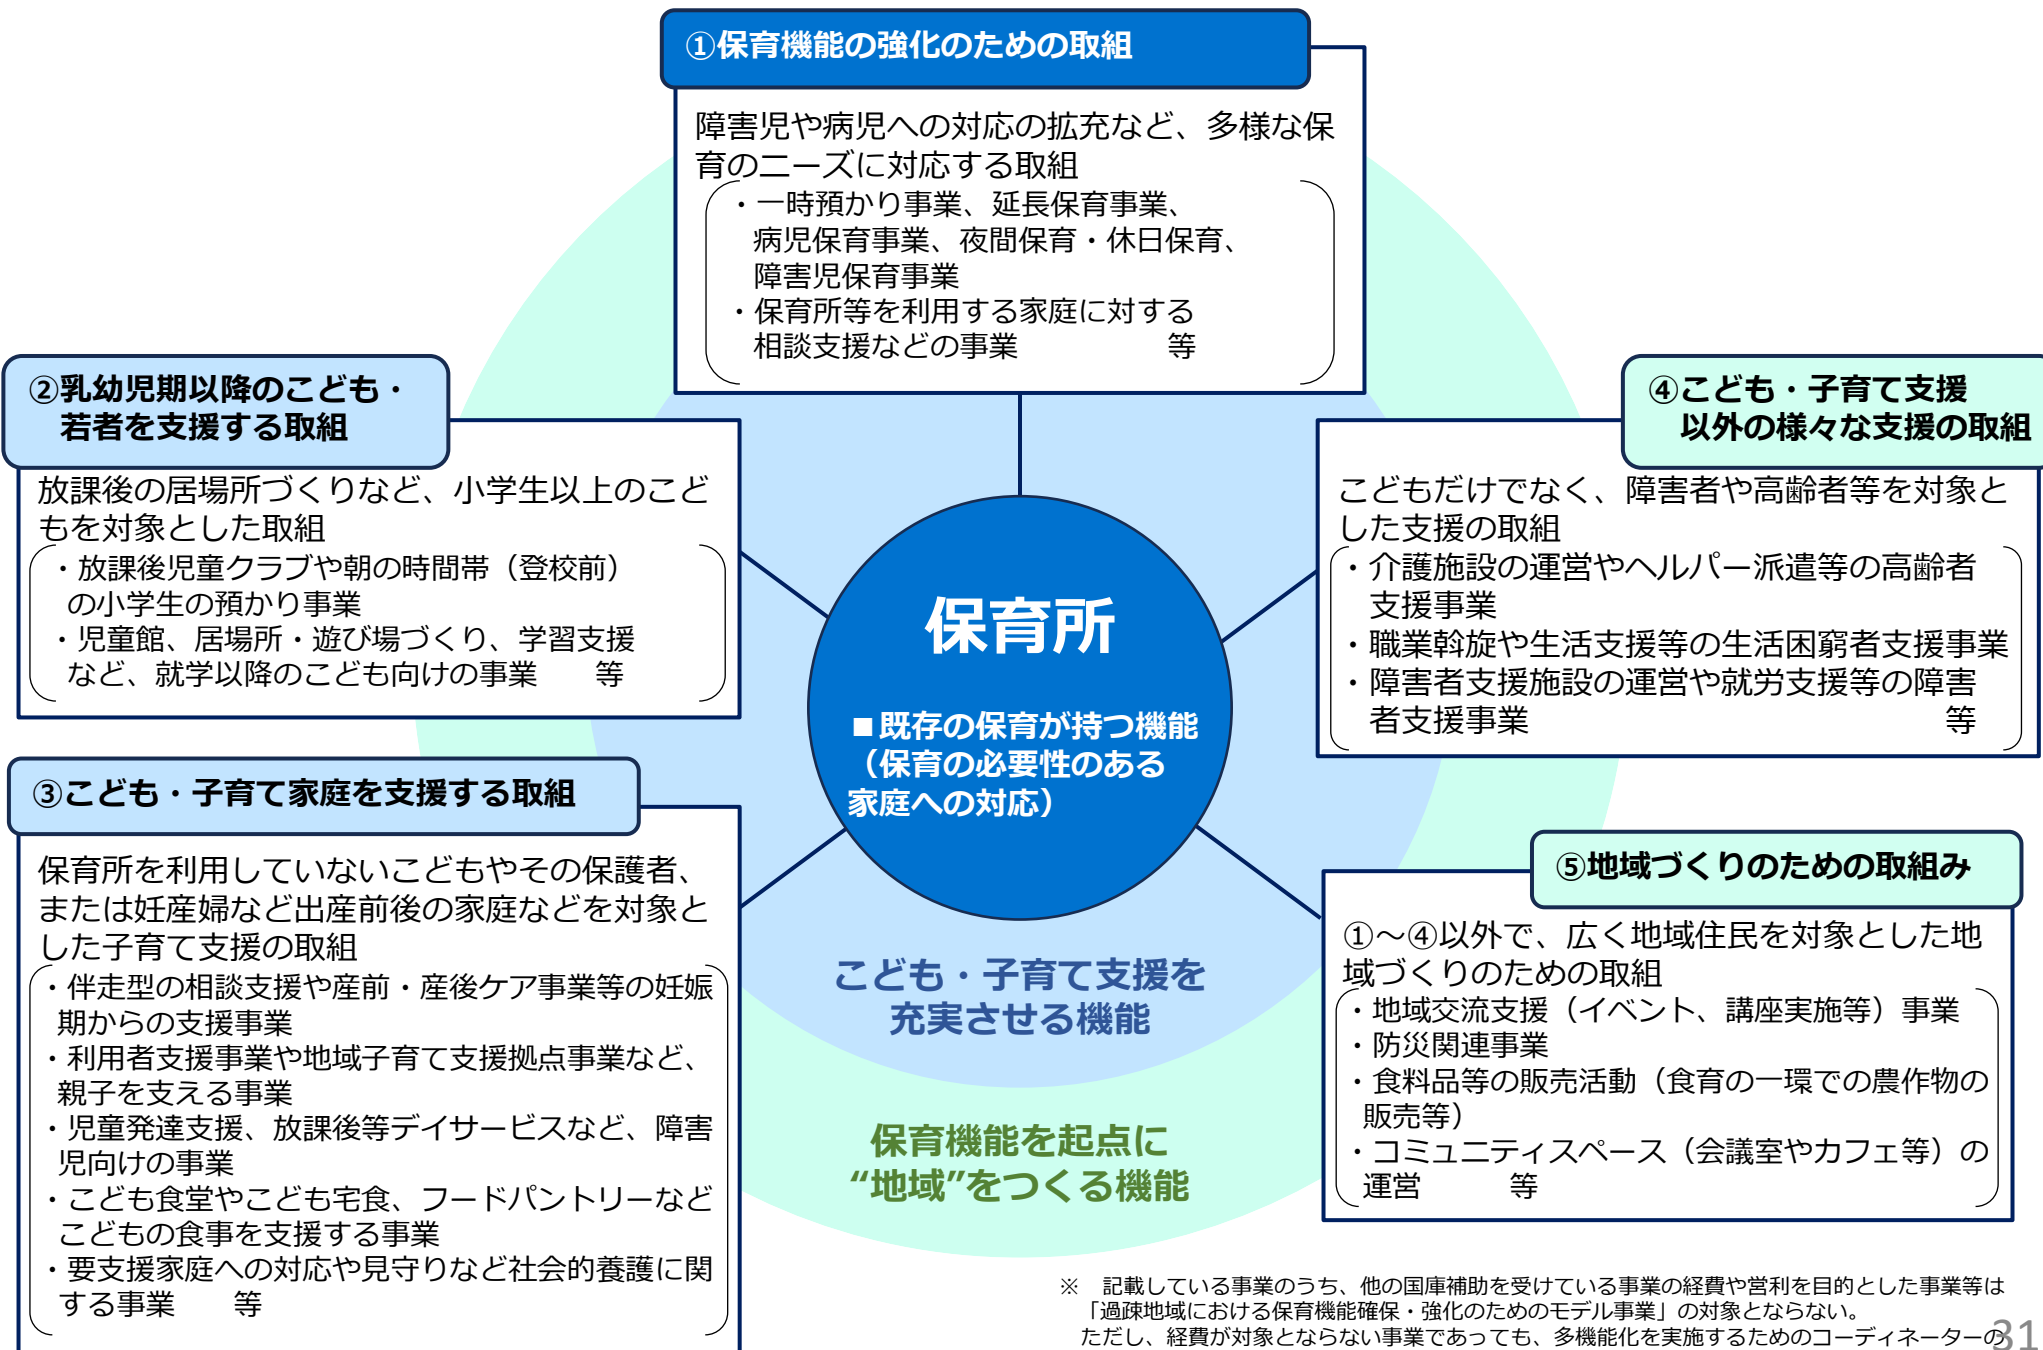 ①保育機能の強化のための取組
障害児や病児への対応の拡充など、多様な保
育のニーズに対応する取組
・一時預かり事業、延長保育事業、
病児保育事業、夜間保育・休日保育、
障害児保育事業
・保育所等を利用する家庭に対する
相談支援などの事業　　　　　等
②乳幼児期以降のこども・
若者を支援する取組
放課後の居場所づくりなど、小学生以上のこど
もを対象とした取組
・放課後児童クラブや朝の時間帯（登校前）
の小学生の預かり事業
・児童館、居場所・遊び場づくり、学習支援
など、就学以降のこども向けの事業　　等
③こども・子育て家庭を支援する取組
保育所を利用していないこどもやその保護者、
または妊産婦など出産前後の家庭などを対象と
した子育て支援の取組
・伴走型の相談支援や産前・産後ケア事業等の妊娠
期からの支援事業
・利用者支援事業や地域子育て支援拠点事業など、
親子を支える事業
・児童発達支援、放課後等デイサービスなど、障害
児向けの事業
・こども食堂やこども宅食、フードパントリーなど
こどもの食事を支援する事業
・要支援家庭への対応や見守りなど社会的養護に関
する事業　　等
保育所
■既存の保育が持つ機能
（保育の必要性のある
家庭への対応）
こども・子育て支援を
充実させる機能
保育機能を起点に
“地域”をつくる機能
④こども・子育て支援
以外の様々な支援の取組
こどもだけでなく、障害者や高齢者等を対象と
した支援の取組
・介護施設の運営やヘルパー派遣等の高齢者
支援事業
・職業斡旋や生活支援等の生活困窮者支援事業
・障害者支援施設の運営や就労支援等の障害
者支援事業　　　　　　　　　　　　　等
⑤地域づくりのための取組み
①～④以外で、広く地域住民を対象とした地
域づくりのための取組
・地域交流支援（イベント、講座実施等）事業
・防災関連事業
・食料品等の販売活動（食育の一環での農作物の
販売等）
・コミュニティスペース（会議室やカフェ等）の
運営　　　等
※　記載している事業のうち、他の国庫補助を受けている事業の経費や営利を目的とした事業等は
「過疎地域における保育機能確保・強化のためのモデル事業」の対象とならない。
ただし、経費が対象とならない事業であっても、多機能化を実施するためのコーディネーターの
31